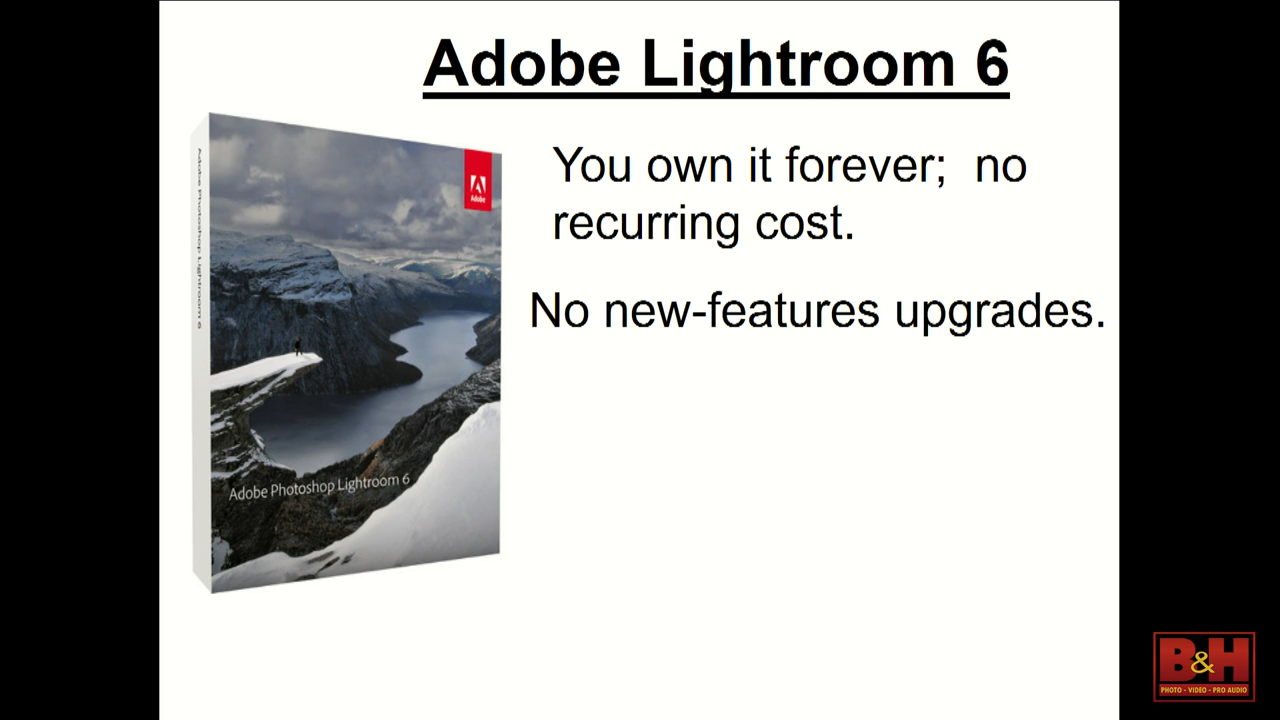 Adobe Lightroom 6
You own it forever;  no
recurring cost.
No new-features upgrades.
Adobe Photoshop Lightroom 6
Adobe
Adobe Photoshop Lightroom 6
B&H
PHOTO - VIDEO - PRO AUDIO